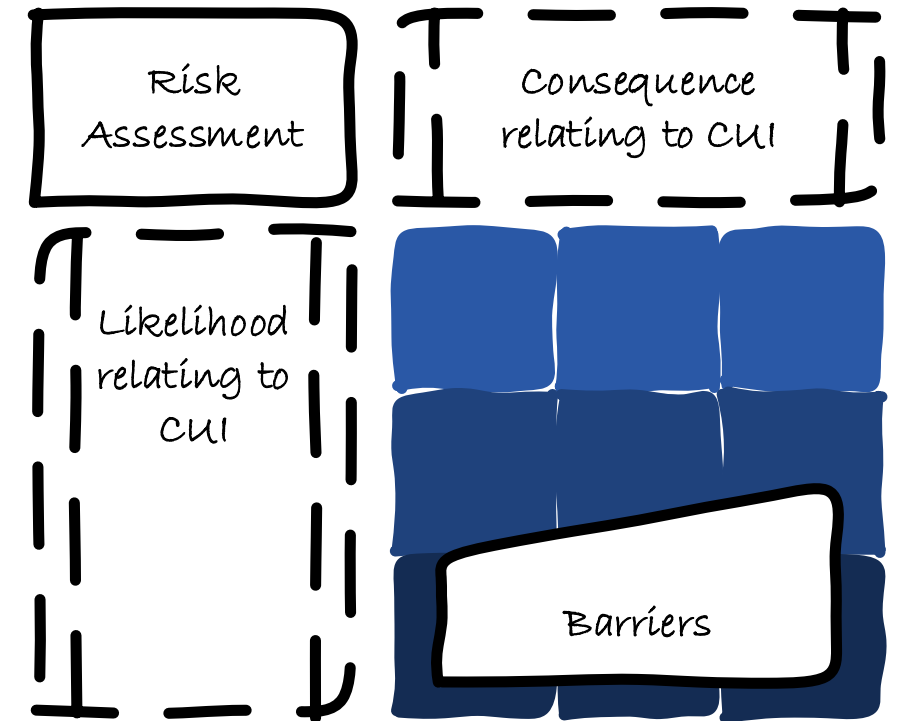 Risk
Assessment
Consequence
relating to CUI
Likelihood
relating to
CUI
Barriers